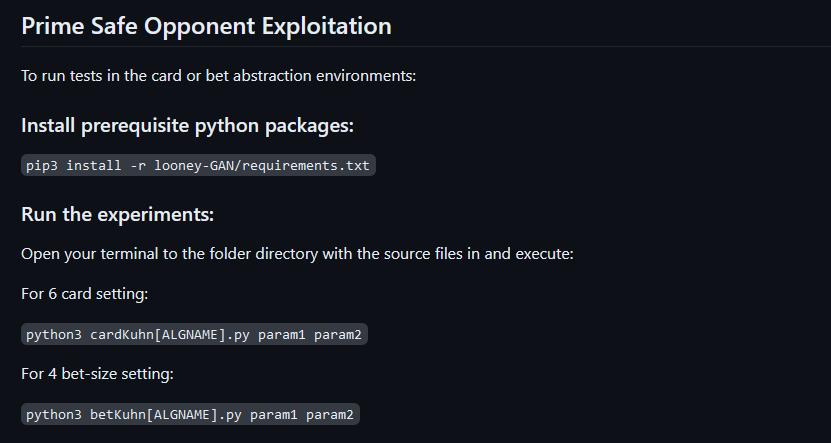 Prime Safe Opponent Exploitation
To run tests in the card or bet abstraction environments:
Install prerequisite python packages:
pip3 install -r looney-GAN/requirements.txt
Run the experiments:
Open your terminal to the folder directory with the source files in and execute:
For 6 card setting:
python3 cardKuhn[ALGNAME].py param1 param2
For 4 bet-size setting:
python3 betKuhn[ALGNAME].py param1 param2